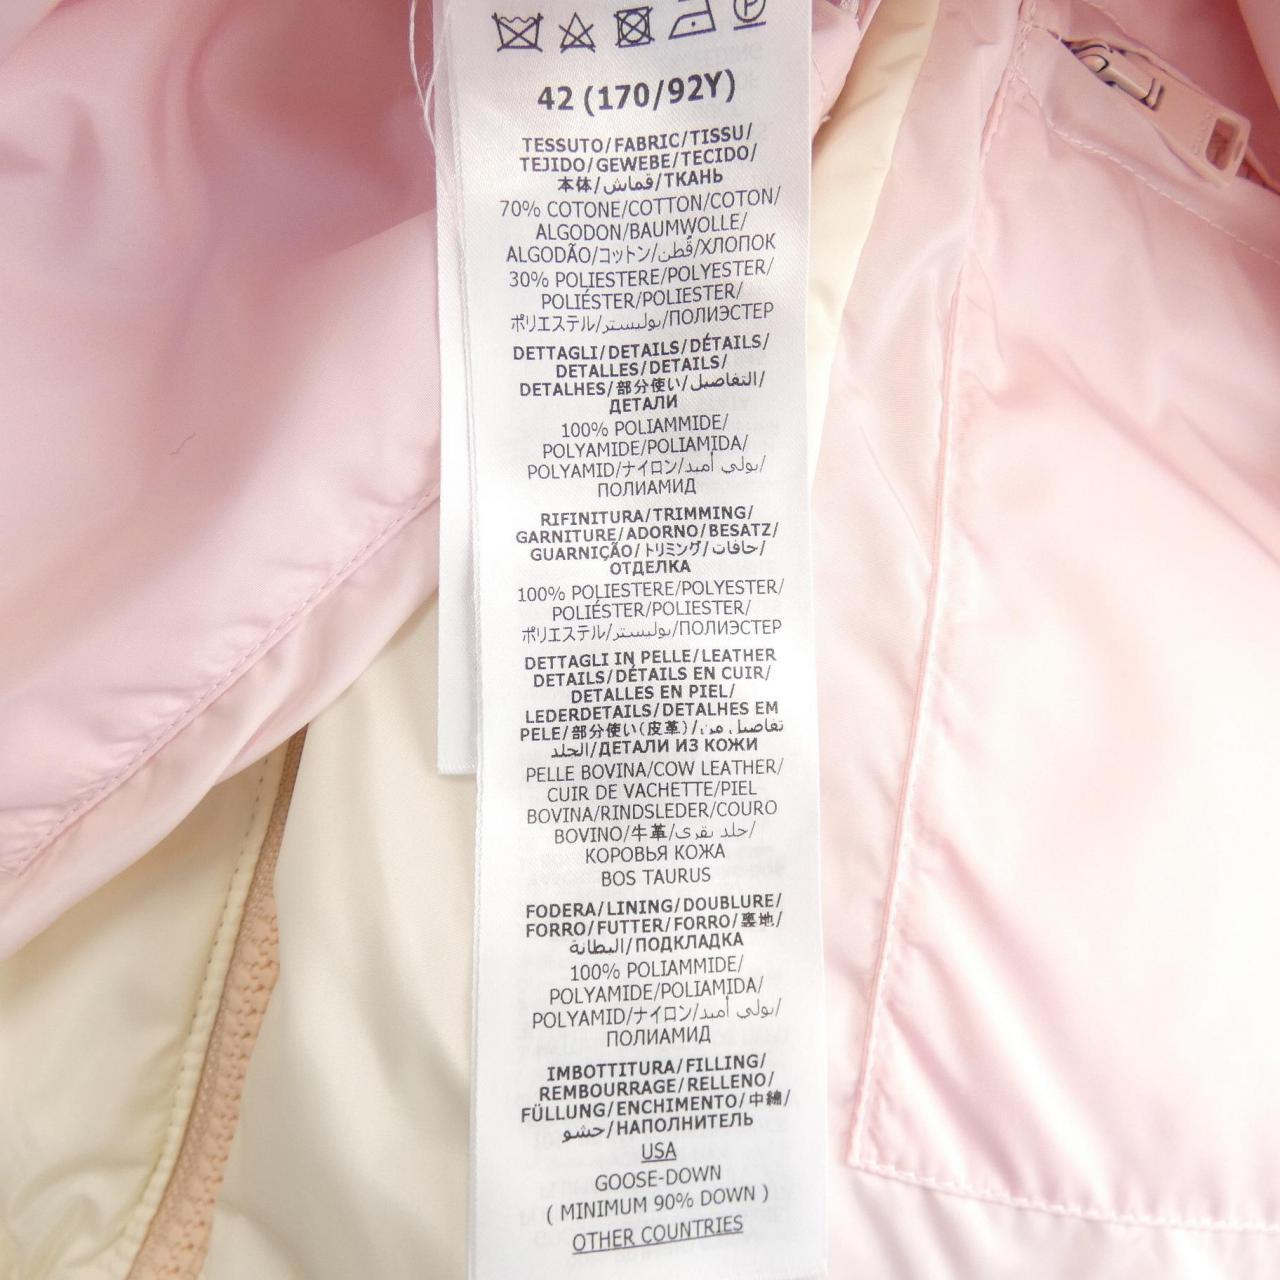 42 (170/92Y)
TESSUTO/FABRIC/TISSU/
TEJIDO/GEWEBE/TECIDO/
本体/قماش/ТКАНЬ
70% COTONE/COTTON/COTON/
ALGODON/BAUMWOLLE/
ALGODÃO/コットン/قُطن/ХЛОПОК
30% POLIESTERE/POLYESTER/
POLIÉSTER/POLIESTER/
ポリエステル/بوليستر/ПОЛИЭСТЕР
DETTAGLI/DETAILS/DÉTAILS/
DETALLES/DETAILS/
DETALHES/部分使い/التفاصيل/
ДЕТАЛИ
100% POLIAMMIDE/
POLYAMIDE/POLIAMIDA/
POLYAMID/ナイロン/بولي أميد/
ПОЛИАМИД
RIFINITURA/TRIMMING/
GARNITURE/ADORNO/BESATZ/
GUARNIÇÃO/トリミング/حافات/
ОТДЕЛКА
100% POLIESTERE/POLYESTER/
POLIÉSTER/POLIESTER/
ポリエステル/بوليستر/ПОЛИЭСТЕР
DETTAGLI IN PELLE/LEATHER
DETAILS/DÉTAILS EN CUIR/
DETALLES EN PIEL/
LEDERDETAILS/DETALHES EM
PELE/部分使い(皮革)/تفاصيل من
الجلد/ДЕТАЛИ ИЗ КОЖИ
PELLE BOVINA/COW LEATHER/
CUIR DE VACHETTE/PIEL
BOVINA/RINDSLEDER/COURO
BOVINO/牛革/جلد بقري/
КОРОВЬЯ КОЖА
BOS TAURUS
FODERA/LINING/DOUBLURE/
FORRO/FUTTER/FORRO/裏地/
البطانة/ПОДКЛАДКА
100% POLIAMMIDE/
POLYAMIDE/POLIAMIDA/
POLYAMID/ナイロン/بولي أميد/
ПОЛИАМИД
IMBOTTITURA/FILLING/
REMBOURRAGE/RELLENO/
FÜLLUNG/ENCHIMENTO/中綿/
حشو/НАПОЛНИТЕЛЬ
USA
GOOSE-DOWN
( MINIMUM 90% DOWN )
OTHER COUNTRIES